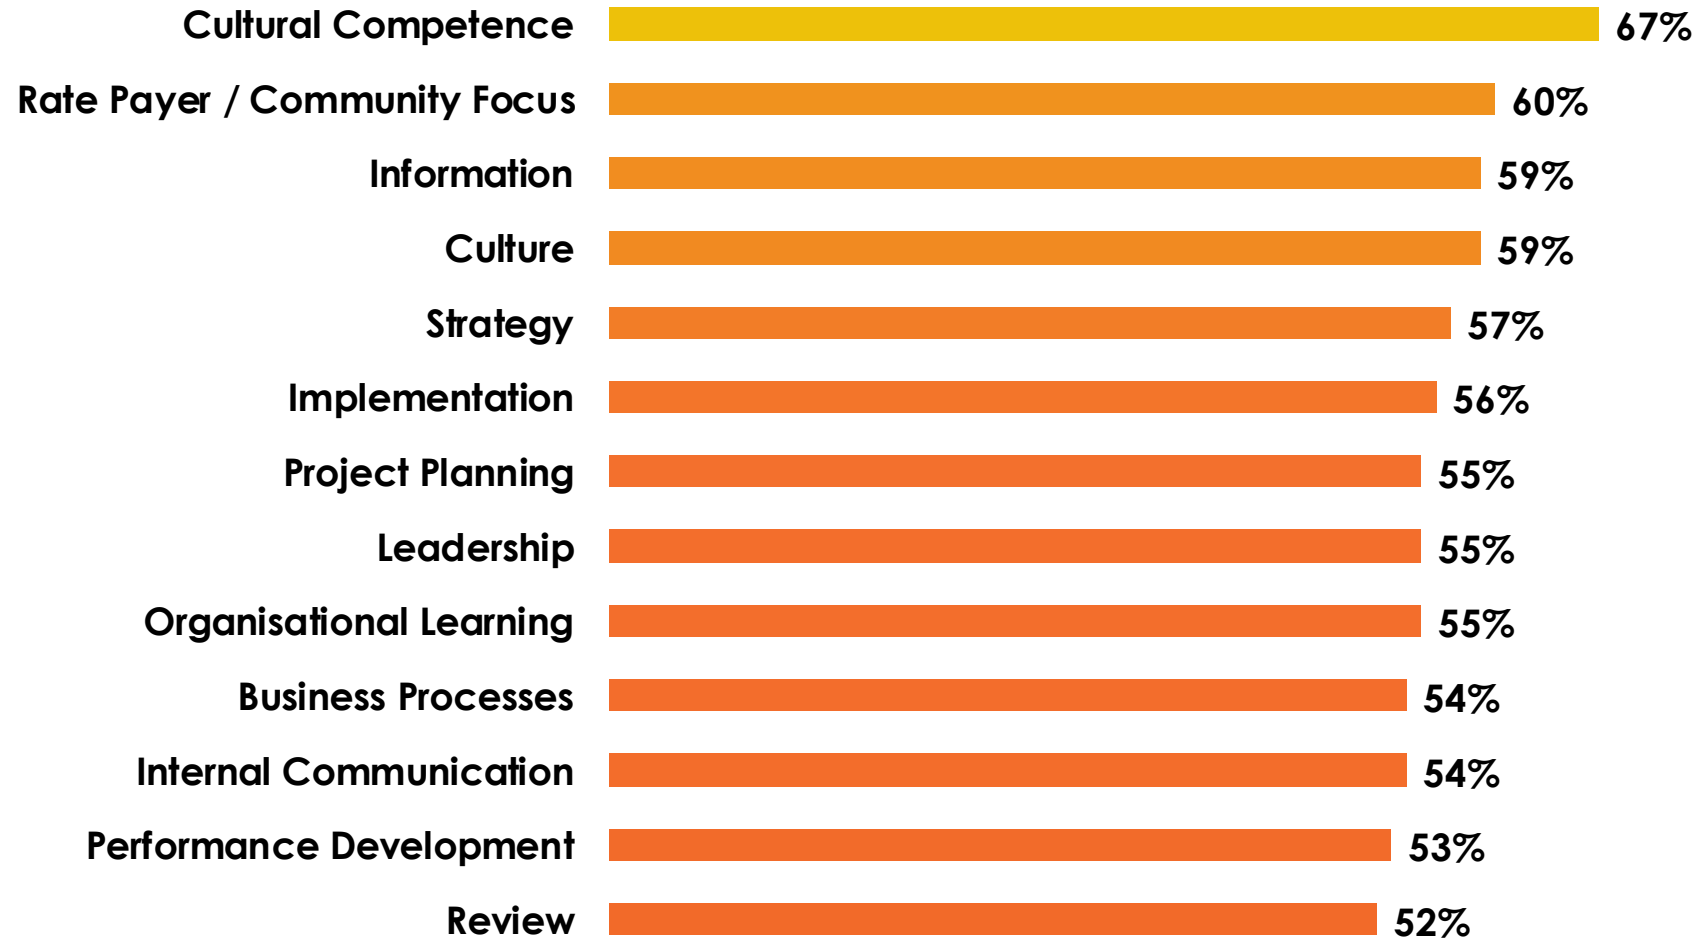 Cultural Competence 67%
Rate Payer / Community Focus 60%
Information 59%
Culture 59%
Strategy 57%
Implementation 56%
Project Planning 55%
Leadership 55%
Organisational Learning 55%
Business Processes 54%
Internal Communication 54%
Performance Development 53%
Review 52%